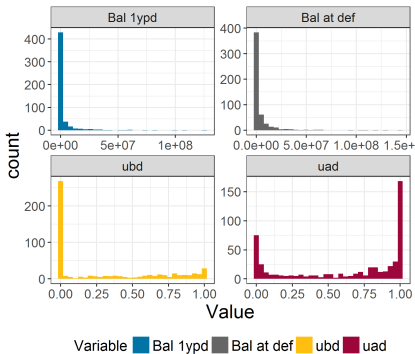 Bal 1ypd
Bal at def
400
300
200
100
0
0e+00 5e+07 1e+08
400
300
200
100
0
0.0e+00 5.0e+07 1.0e+08 1.5e+
ubd
uad
200
100
0
0.00 0.25 0.50 0.75 1.00
150
100
50
0
0.00 0.25 0.50 0.75 1.00
count
Value
Variable Bal 1ypd Bal at def ubd uad